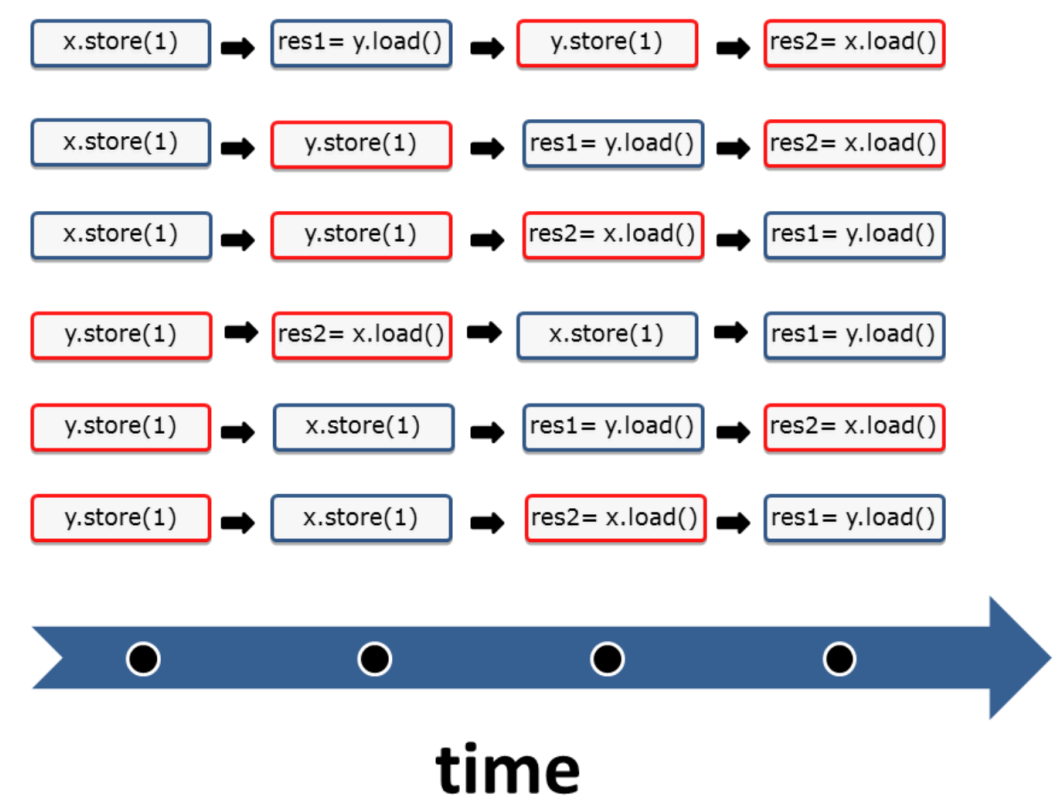 x.store(1) res1= y.load() y.store(1) res2= x.load()
x.store(1) y.store(1) res1= y.load() res2= x.load()
x.store(1) y.store(1) res2= x.load() res1= y.load()
y.store(1) res2= x.load() x.store(1) res1= y.load()
y.store(1) x.store(1) res1= y.load() res2= x.load()
y.store(1) x.store(1) res2= x.load() res1= y.load()
time